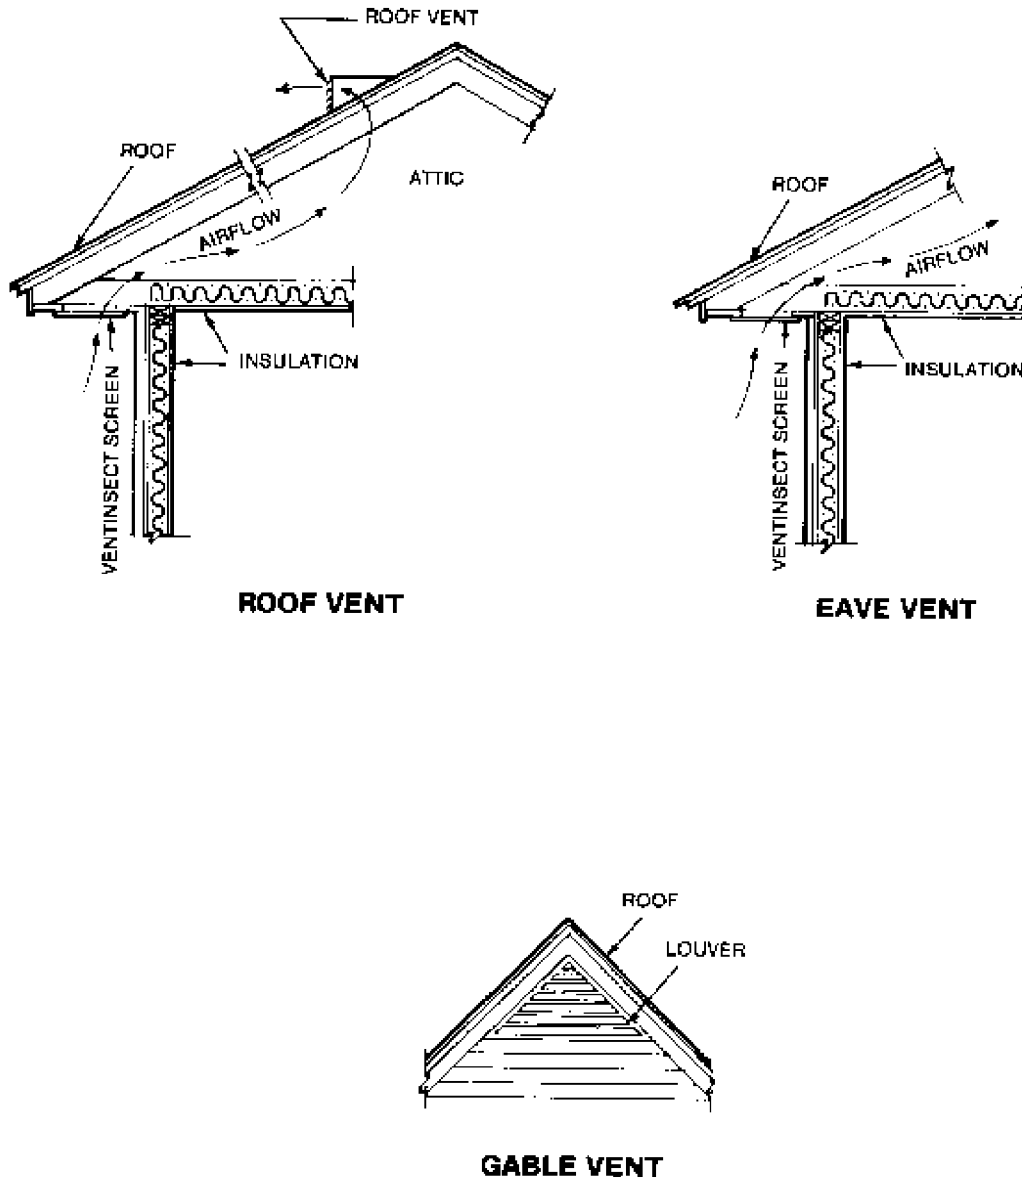 ROOF VENT
ROOF
ATTIC
AIRFLOW
INSULATION
VENTINSECT SCREEN
ROOF VENT
ROOF
AIRFLOW
INSULATION
VENTINSECT SCREEN
EAVE VENT
ROOF
LOUVER
GABLE VENT